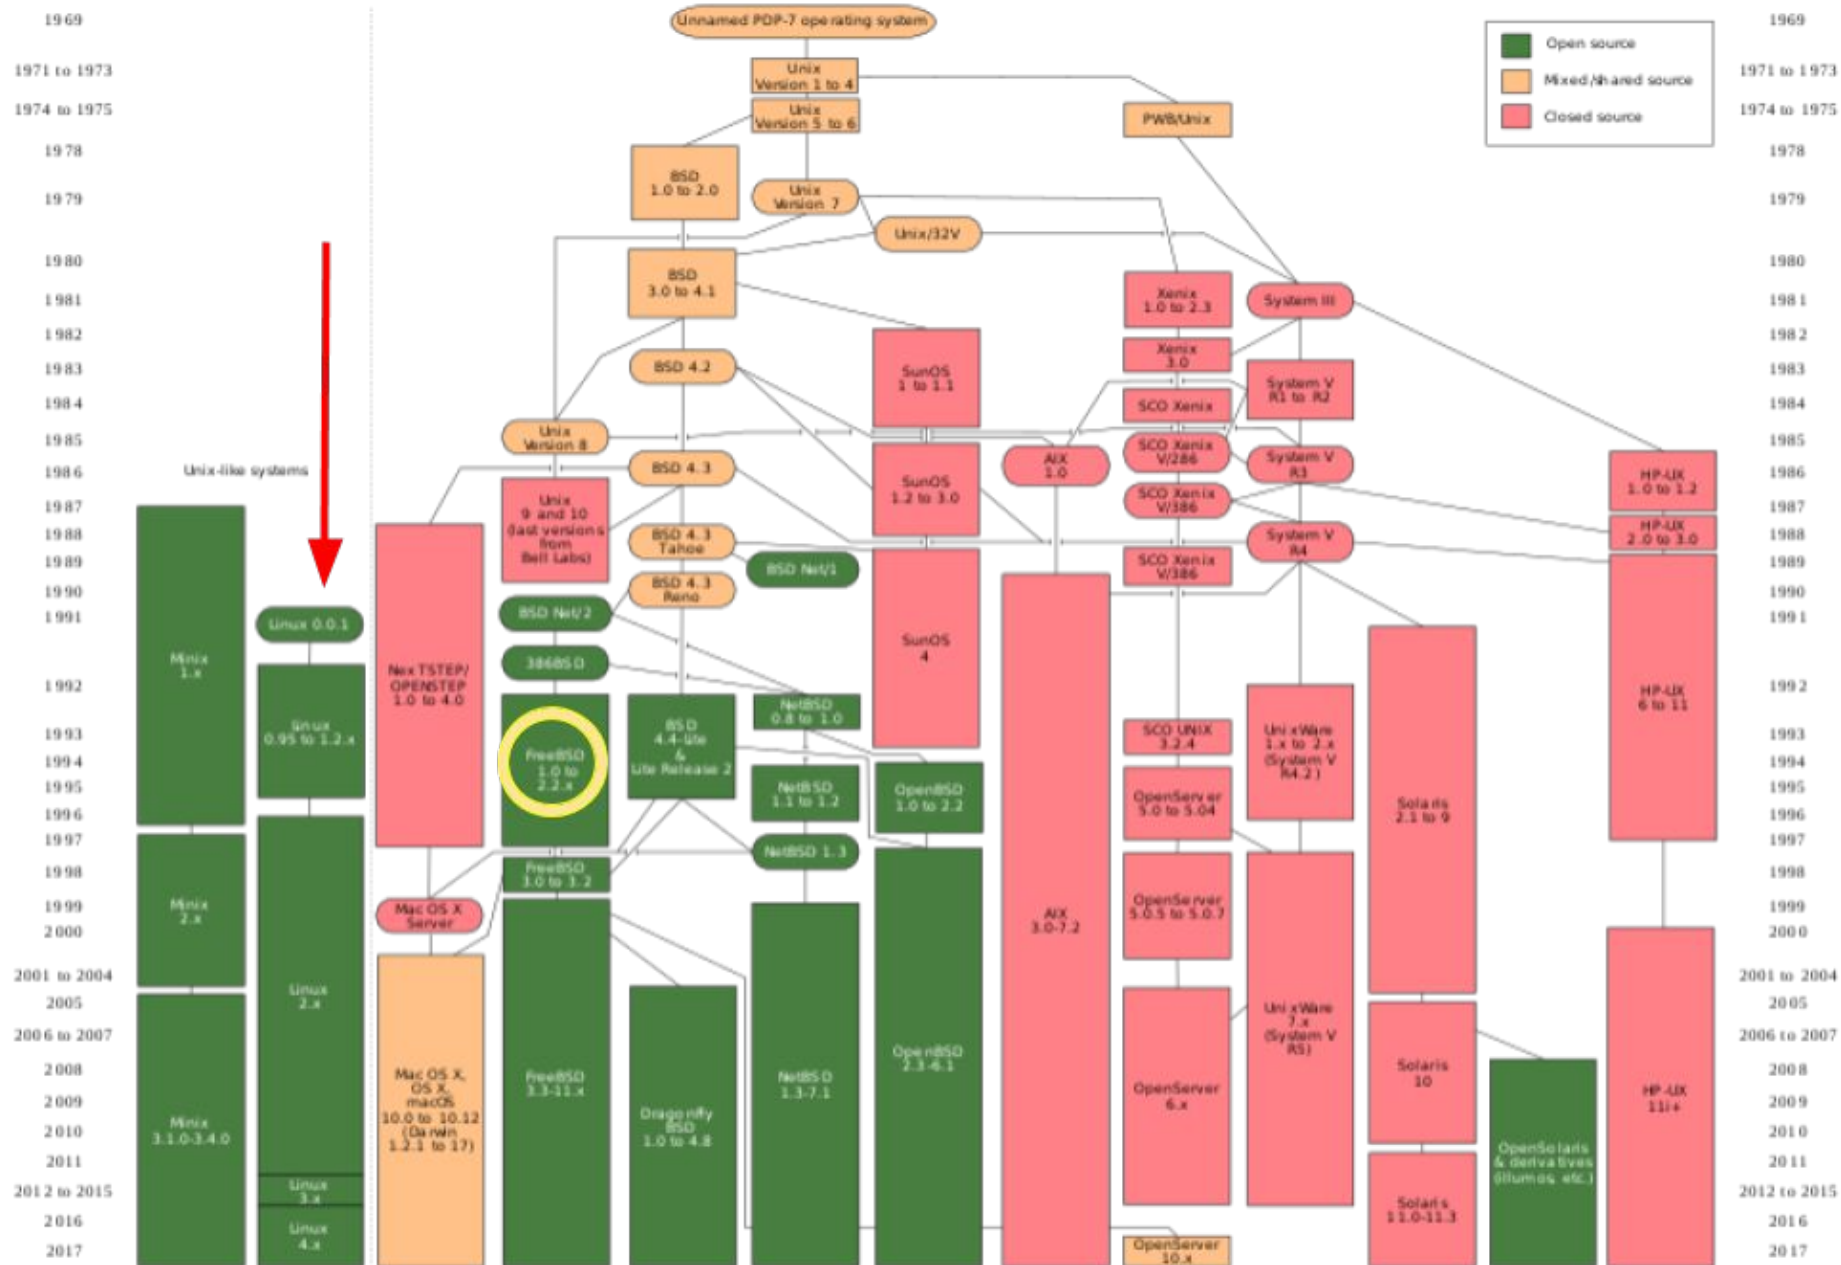 1969
1971 to 1973
1974 to 1975
1978
1979
1980
1981
1982
1983
1984
1985
1986
1987
1988
1989
1990
1991
1992
1993
1994
1995
1996
1997
1998
1999
2000
2001 to 2004
2005
2006 to 2007
2008
2009
2010
2011
2012 to 2015
2016
2017
Unix-like systems
Minix
1.x
Minix
2.x
Minix
3.1.0-3.4.0
Linux 0.0.1
Linux
0.95 to 1.2.x
Linux
2.x
Linux
3.x
Linux
4.x
Unnamed PDP-7 operating system
Unix
Version 1 to 4
Unix
Version 5 to 6
PWB/Unix
BSD
1.0 to 2.0
Unix
Version 7
Unix/32V
BSD
3.0 to 4.1
BSD 4.2
Unix
Version 8
BSD 4.3
Unix
9 and 10
(last versions
from
Bell Labs)
BSD 4.3
Tahoe
BSD Net/1
BSD 4.3
Reno
BSD Net/2
386BSD
NexTSTEP/
OPENSTEP
1.0 to 4.0
Mac OS X
Server
Mac OS X,
OS X,
macOS
10.0 to 10.12
(Darwin
1.2.1 to 17)
FreeBSD
1.0 to
2.2.x
FreeBSD
3.0 to 3.2
FreeBSD
3.3-11.x
BSD
4.4-lite
&
Lite Release 2
Dragonfly
BSD
1.0 to 4.8
NetBSD
0.8 to 1.0
NetBSD
1.1 to 1.2
NetBSD 1.3
NetBSD
1.3-7.1
SunOS
1 to 1.1
SunOS
1.2 to 3.0
SunOS
4
OpenBSD
1.0 to 2.2
OpenBSD
2.3-6.1
AIX
1.0
AIX
3.0-7.2
Xenix
1.0 to 2.3
Xenix
3.0
SCO Xenix
SCO Xenix
V/286
SCO Xenix
V/386
SCO Xenix
V/386
SCO UNIX
3.2.4
OpenServer
5.0 to 5.04
OpenServer
5.0.5 to 5.0.7
OpenServer
6.x
OpenServer
10.x
System III
System V
R1 to R2
System V
R3
System V
R4
UnixWare
1.x to 2.x
(System V
R4.2)
UnixWare
7.x
(System V
R5)
Solaris
2.1 to 9
Solaris
10
Solaris
11.0-11.3
OpenSolaris
& derivatives
(illumos, etc.)
HP-UX
1.0 to 1.2
HP-UX
2.0 to 3.0
HP-UX
6 to 11
HP-UX
11i+
Open source
Mixed/shared source
Closed source
1969
1971 to 1973
1974 to 1975
1978
1979
1980
1981
1982
1983
1984
1985
1986
1987
1988
1989
1990
1991
1992
1993
1994
1995
1996
1997
1998
1999
2000
2001 to 2004
2005
2006 to 2007
2008
2009
2010
2011
2012 to 2015
2016
2017